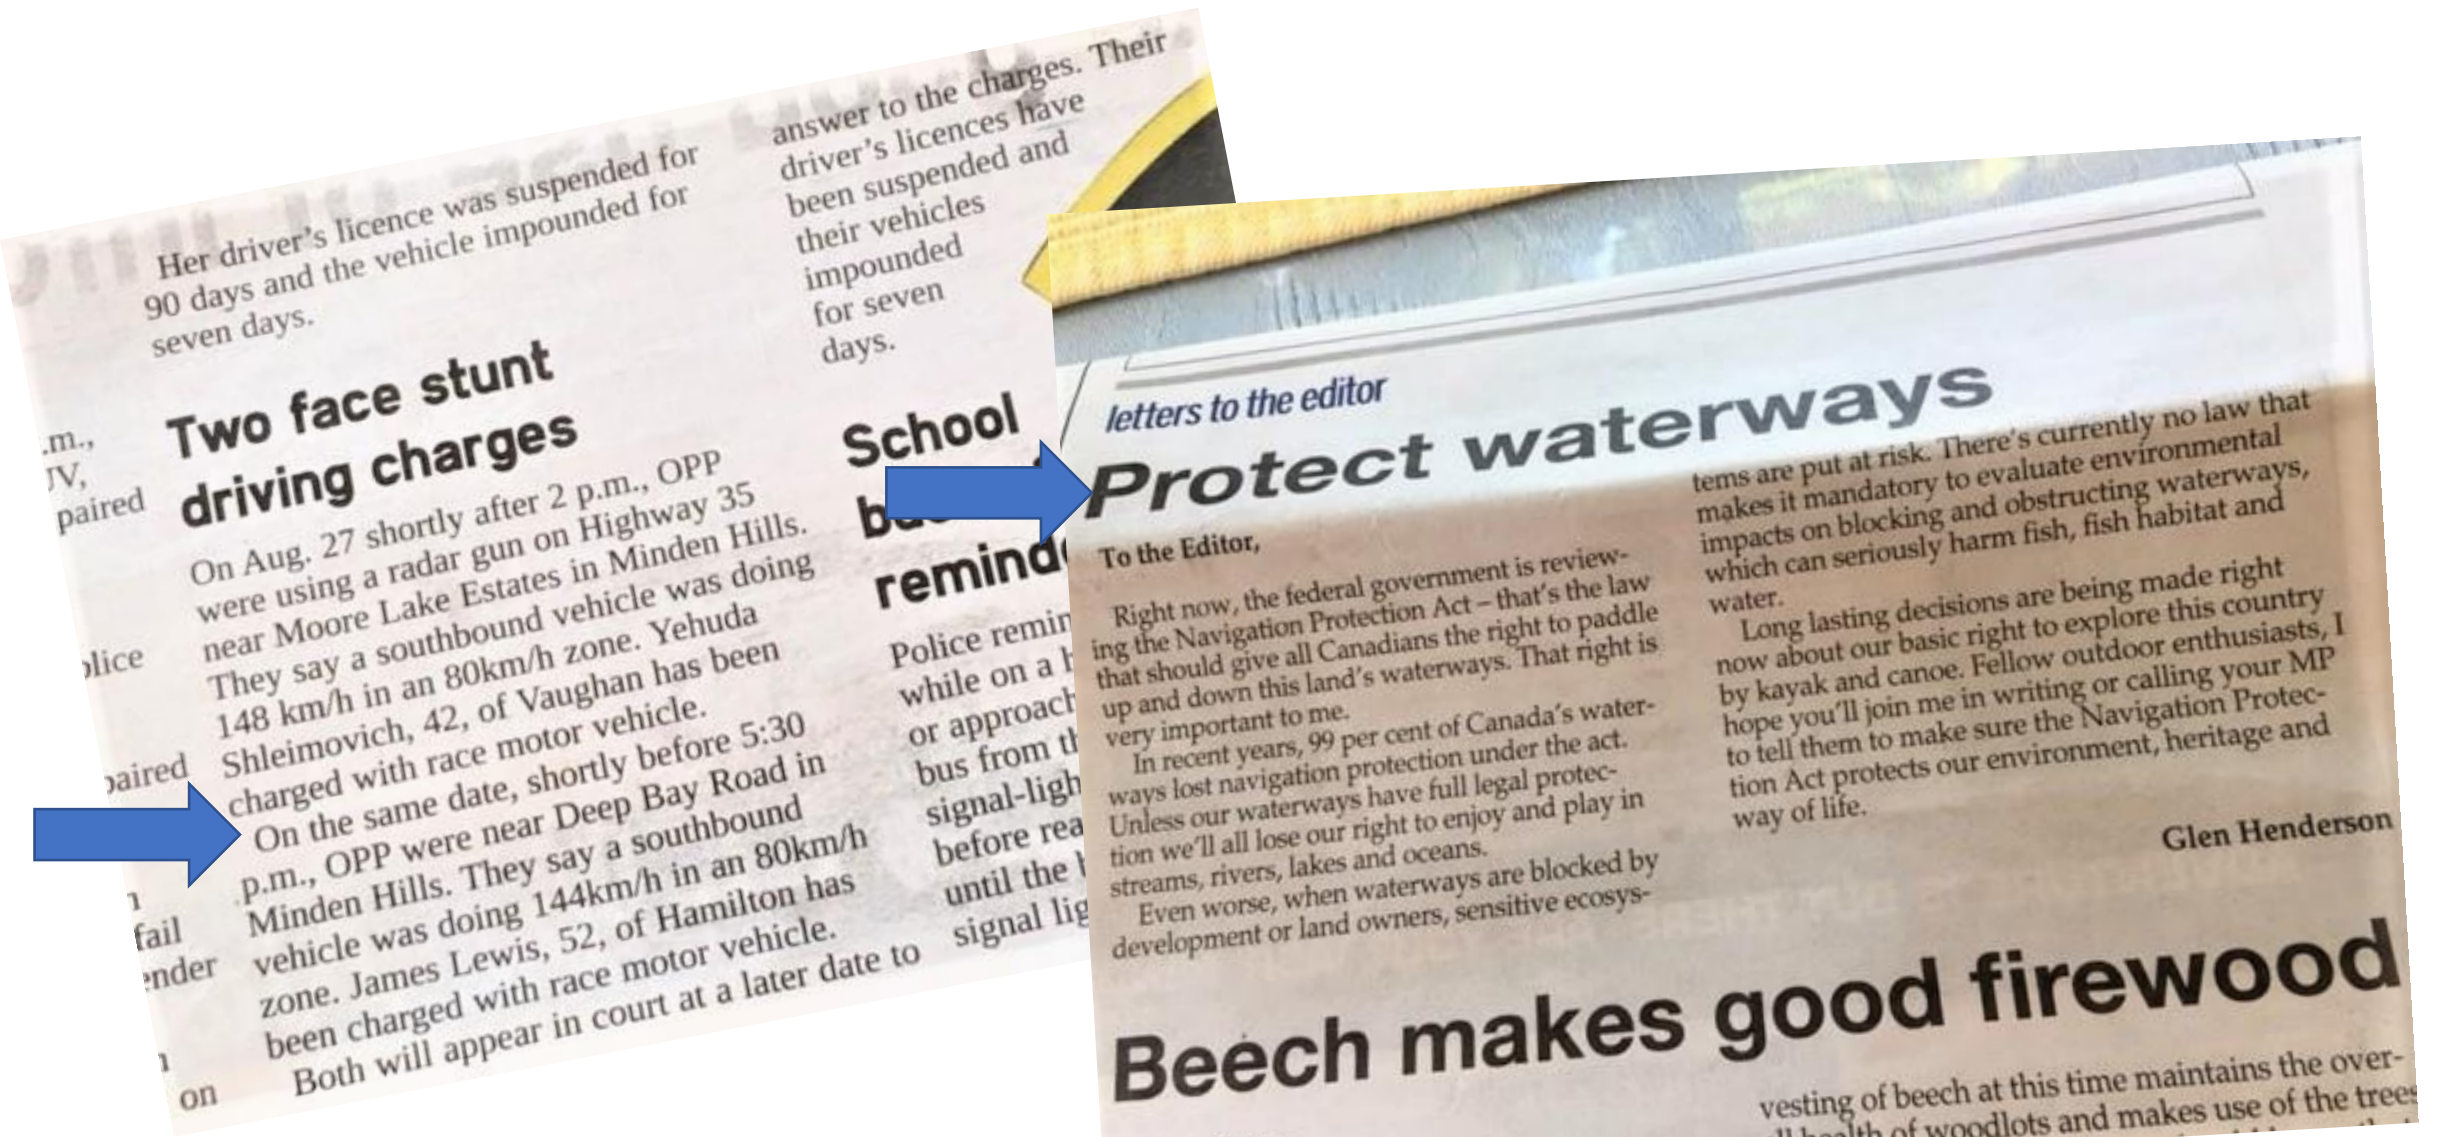 Her driver's licence was suspended for
90 days and the vehicle impounded for
seven days.
.m.,
paired
paired
fail
on
Two face stunt
driving charges
On Aug. 27 shortly after 2 p.m., OPP
were using a radar gun on Highway 35
near Moore Lake Estates in Minden Hills.
They say a southbound vehicle was doing
148 km/h in an 80km/h zone. Yehuda
Shleimovich, 42, of Vaughan has been
charged with race motor vehicle.
On the same date, shortly before 5:30
p.m., OPP were near Deep Bay Road in
Minden Hills. They say a southbound
vehicle was doing 144km/h in an 80km/h
zone. James Lewis, 52, of Hamilton has
been charged with race motor vehicle.
Both will appear in court at a later date to
answer to the charges. Their
driver's licences have
been suspended and
their vehicles
impounded
for seven
days.
School
remind
Police remin
while on a h
or approach
bus from th
signal-ligh
before rea
until the
signal lig
letters to the editor
Protect waterways
To the Editor,
Right now, the federal government is review-
ing the Navigation Protection Act – that's the law
that should give all Canadians the right to paddle
up and down this land's waterways. That right is
very important to me.
In recent years, 99 per cent of Canada's water-
ways lost navigation protection under the act.
Unless our waterways have full legal protec-
tion we'll all lose our right to enjoy and play in
streams, rivers, lakes and oceans.
Even worse, when waterways are blocked by
development or land owners, sensitive ecosys-
tems are put at risk. There's currently no law that
makes it mandatory to evaluate environmental
impacts on blocking and obstructing waterways,
which can seriously harm fish, fish habitat and
water.
Long lasting decisions are being made right
now about our basic right to explore this country
by kayak and canoe. Fellow outdoor enthusiasts, I
hope you'll join me in writing or calling your MP
to tell them to make sure the Navigation Protec-
tion Act protects our environment, heritage and
way of life.
Glen Henderson
Beech makes good firewood
vesting of beech at this time maintains the over-
all health of woodlots and makes use of the trees